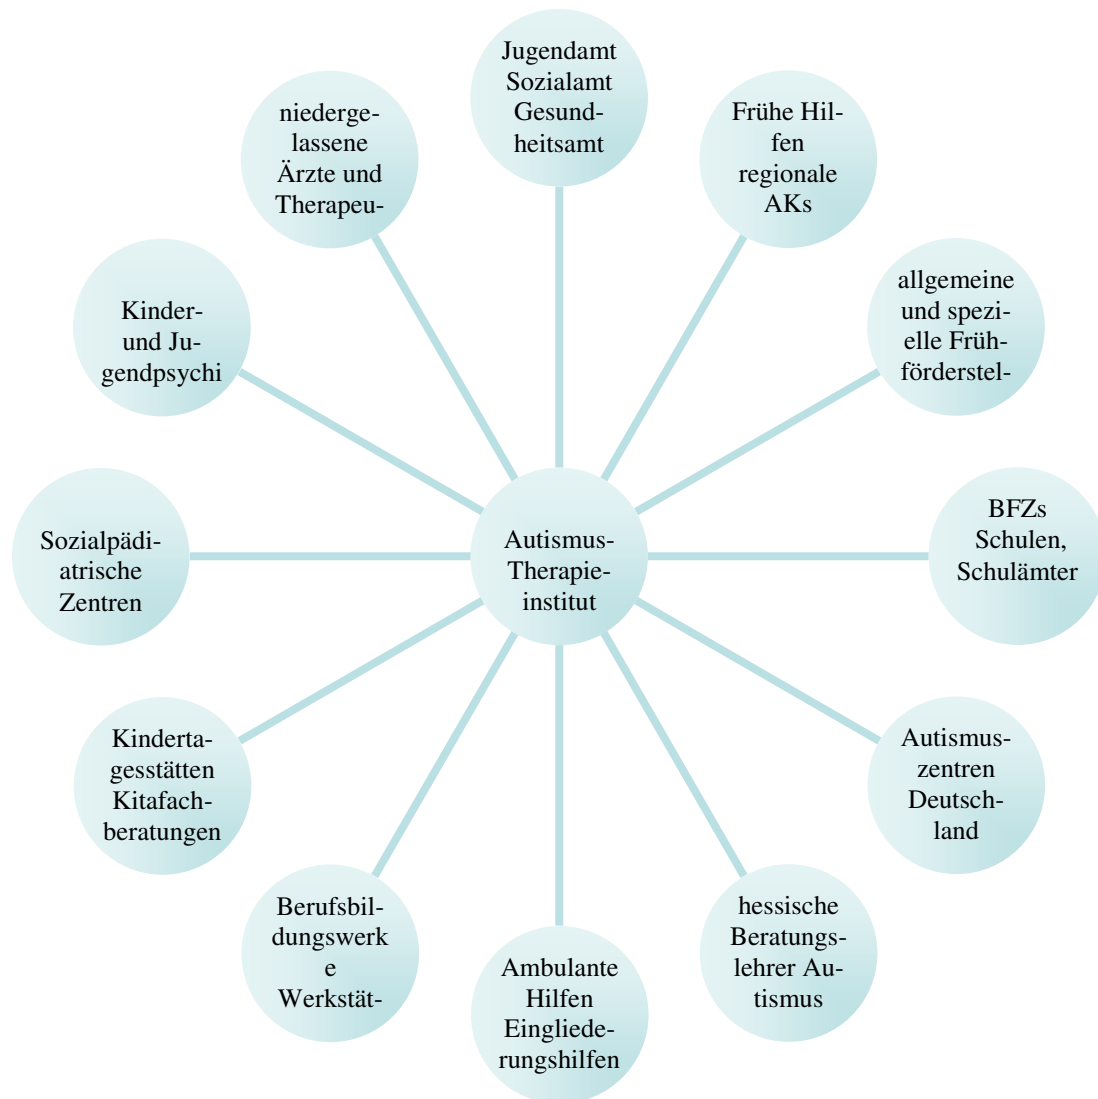 Jugendamt
Sozialamt
Gesund-
heitsamt
Frühe Hil-
fen
regionale
AKs
allgemeine
und spezi-
elle Früh-
förderstel-
BFZs
Schulen,
Schulämter
Autismus-
zentren
Deutsch-
land
hessische
Beratungs-
lehrer Au-
tismus
Ambulante
Hilfen
Eingliede-
rungshilfen
Berufsbil-
dungswerk
e
Werkstät-
Kinderta-
gesstätten
Kitafach-
beratungen
Sozialpädi-
atrische
Zentren
Kinder-
und Ju-
gendpsychi
niederge-
lassene
Ärzte und
Therapeu-
Autismus-
Therapie-
institut